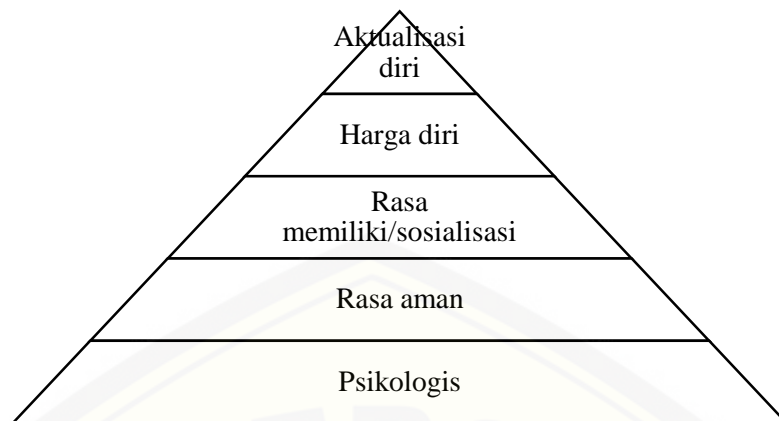 Aktualisasi
diri
Harga diri
Rasa
memiliki/sosialisasi
Rasa aman
Psikologis